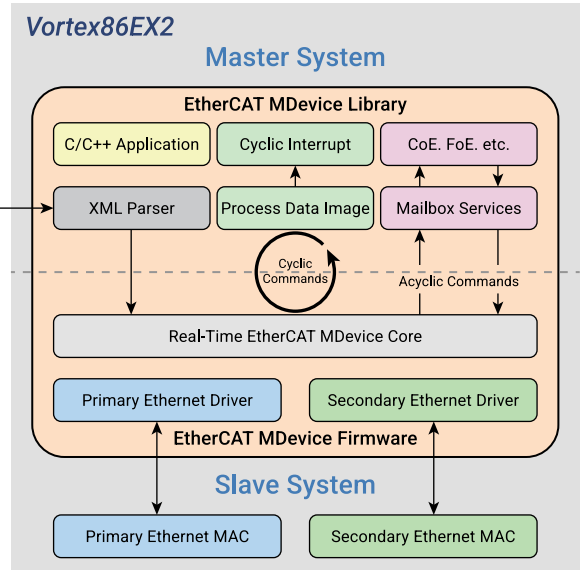 Vortex86EX2
Master System
EtherCAT MDevice Library
C/C++ Application
Cyclic Interrupt
CoE. FoE. etc.
XML Parser
Process Data Image
Mailbox Services
Cyclic
Commands
Acyclic Commands
Real-Time EtherCAT MDevice Core
Primary Ethernet Driver
Secondary Ethernet Driver
EtherCAT MDevice Firmware
Slave System
Primary Ethernet MAC
Secondary Ethernet MAC